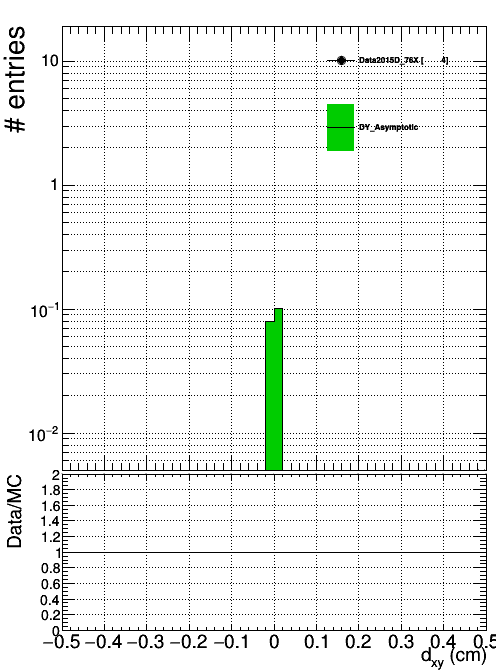 # entries
10
Data2015D_76X [ 4]
DY_Asymptotic
1
10−1
10−2
Data/MC
2
1.8
1.6
1.4
1.2
1
0.8
0.6
0.4
0.2
0
−0.5 −0.4 −0.3 −0.2 −0.1 0 0.1 0.2 0.3 0.4 0.5
dxy (cm)